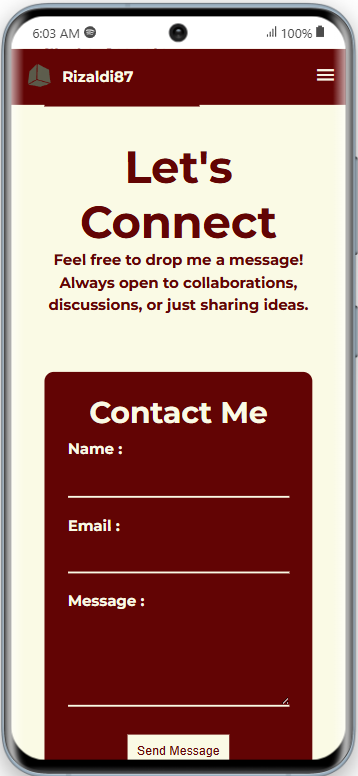 6:03 AM
100%
Rizaldi87
Let's
Connect
Feel free to drop me a message!
Always open to collaborations,
discussions, or just sharing ideas.
Contact Me
Name :
Email :
Message :
Send Message